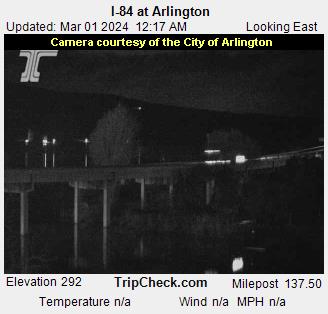 I-84 at Arlington
Updated: Mar 01 2024 12:17 AM Looking East
Camera courtesy of the City of Arlington
Elevation 292 TripCheck.com Milepost 137.50
Temperature n/a Wind n/a MPH n/a